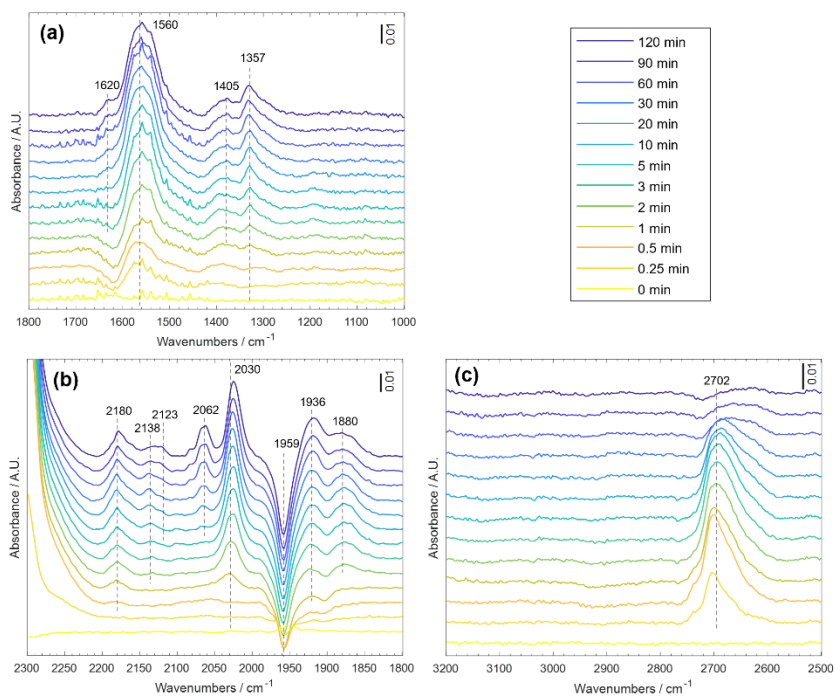 (a)
1560
0.01
1620
1405
1357
Absorbance / A.U.
1800 1700 1600 1500 1400 1300 1200 1100 1000
Wavenumbers / cm⁻¹
120 min
90 min
60 min
30 min
20 min
10 min
5 min
3 min
2 min
1 min
0.5 min
0.25 min
0 min
(b)
2030
0.01
2180
2138
2123
2062
1959
1936
1880
Absorbance / A.U.
2300 2250 2200 2150 2100 2050 2000 1950 1900 1850 1800
Wavenumbers / cm⁻¹
(c)
2702
0.01
Absorbance / A.U.
3200 3100 3000 2900 2800 2700 2600 2500
Wavenumbers / cm⁻¹